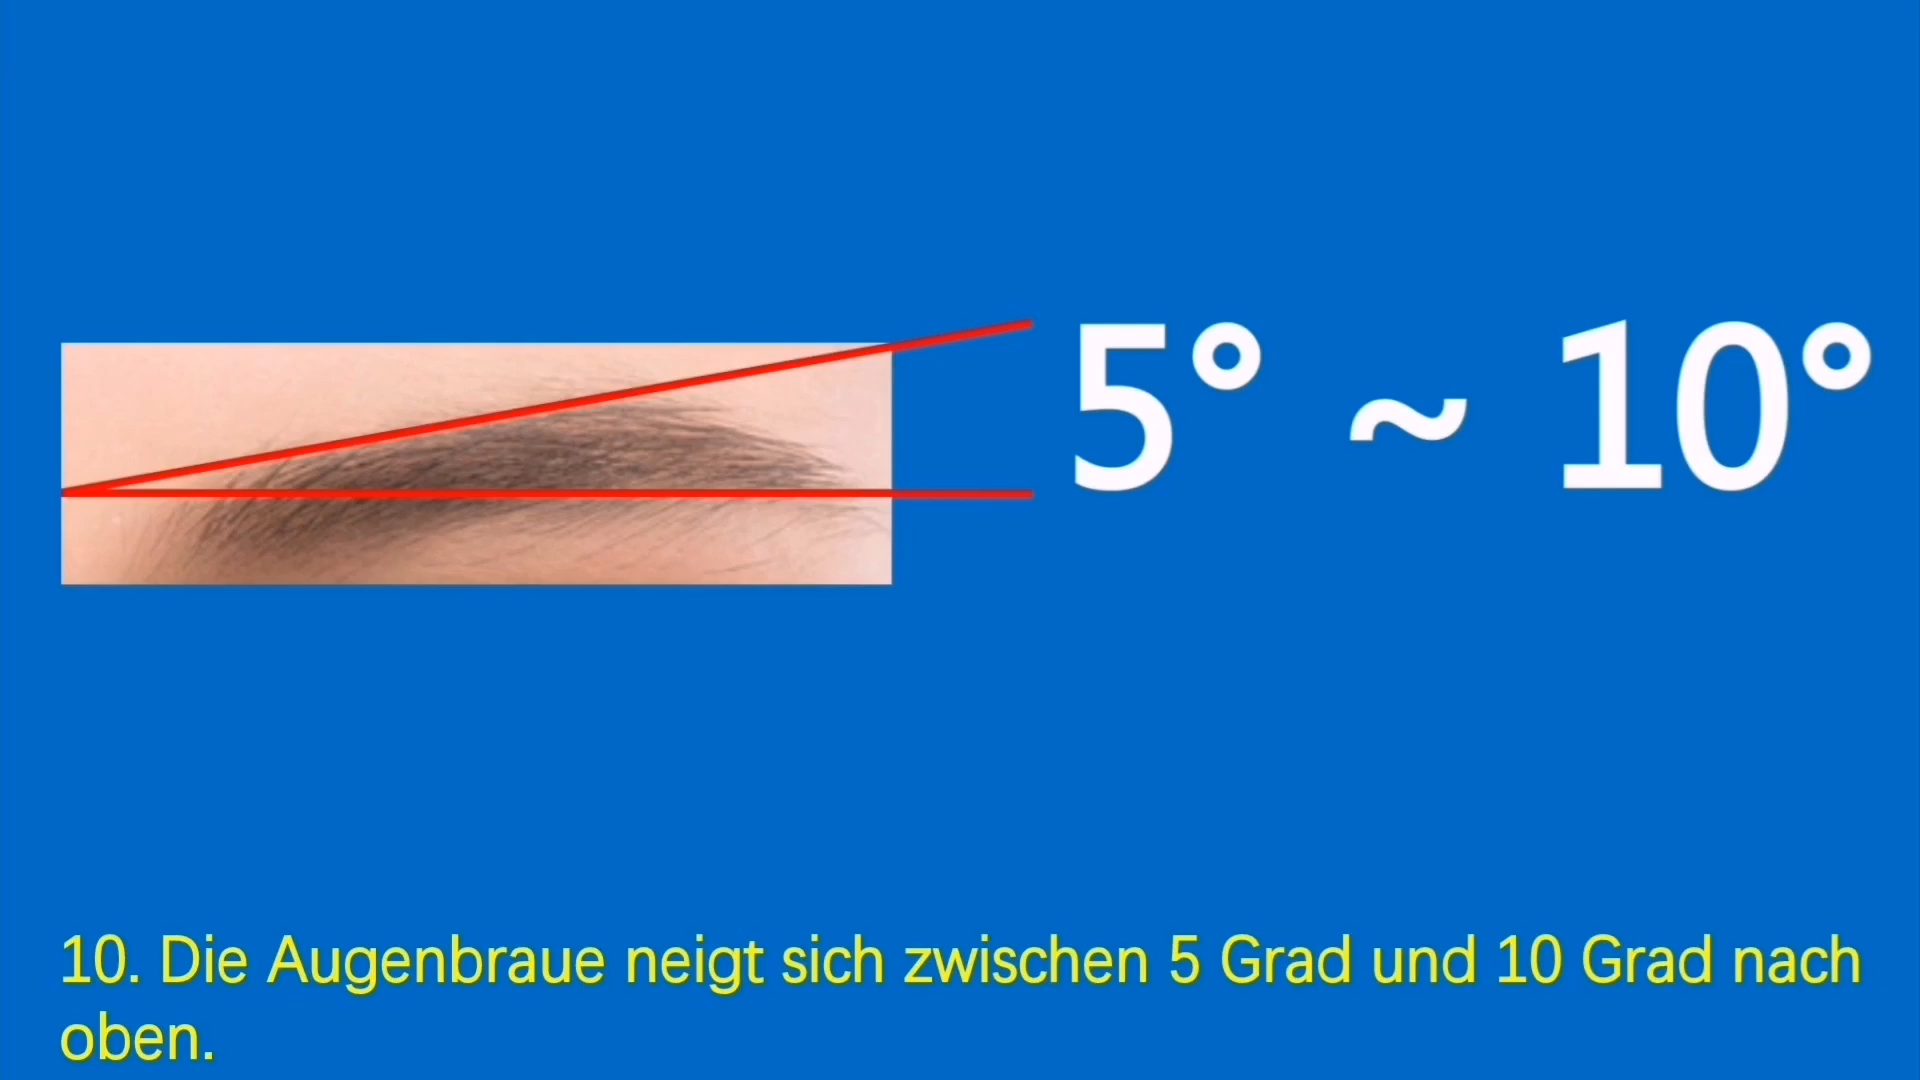 5° ~ 10°
10. Die Augenbraue neigt sich zwischen 5 Grad und 10 Grad nach
oben.